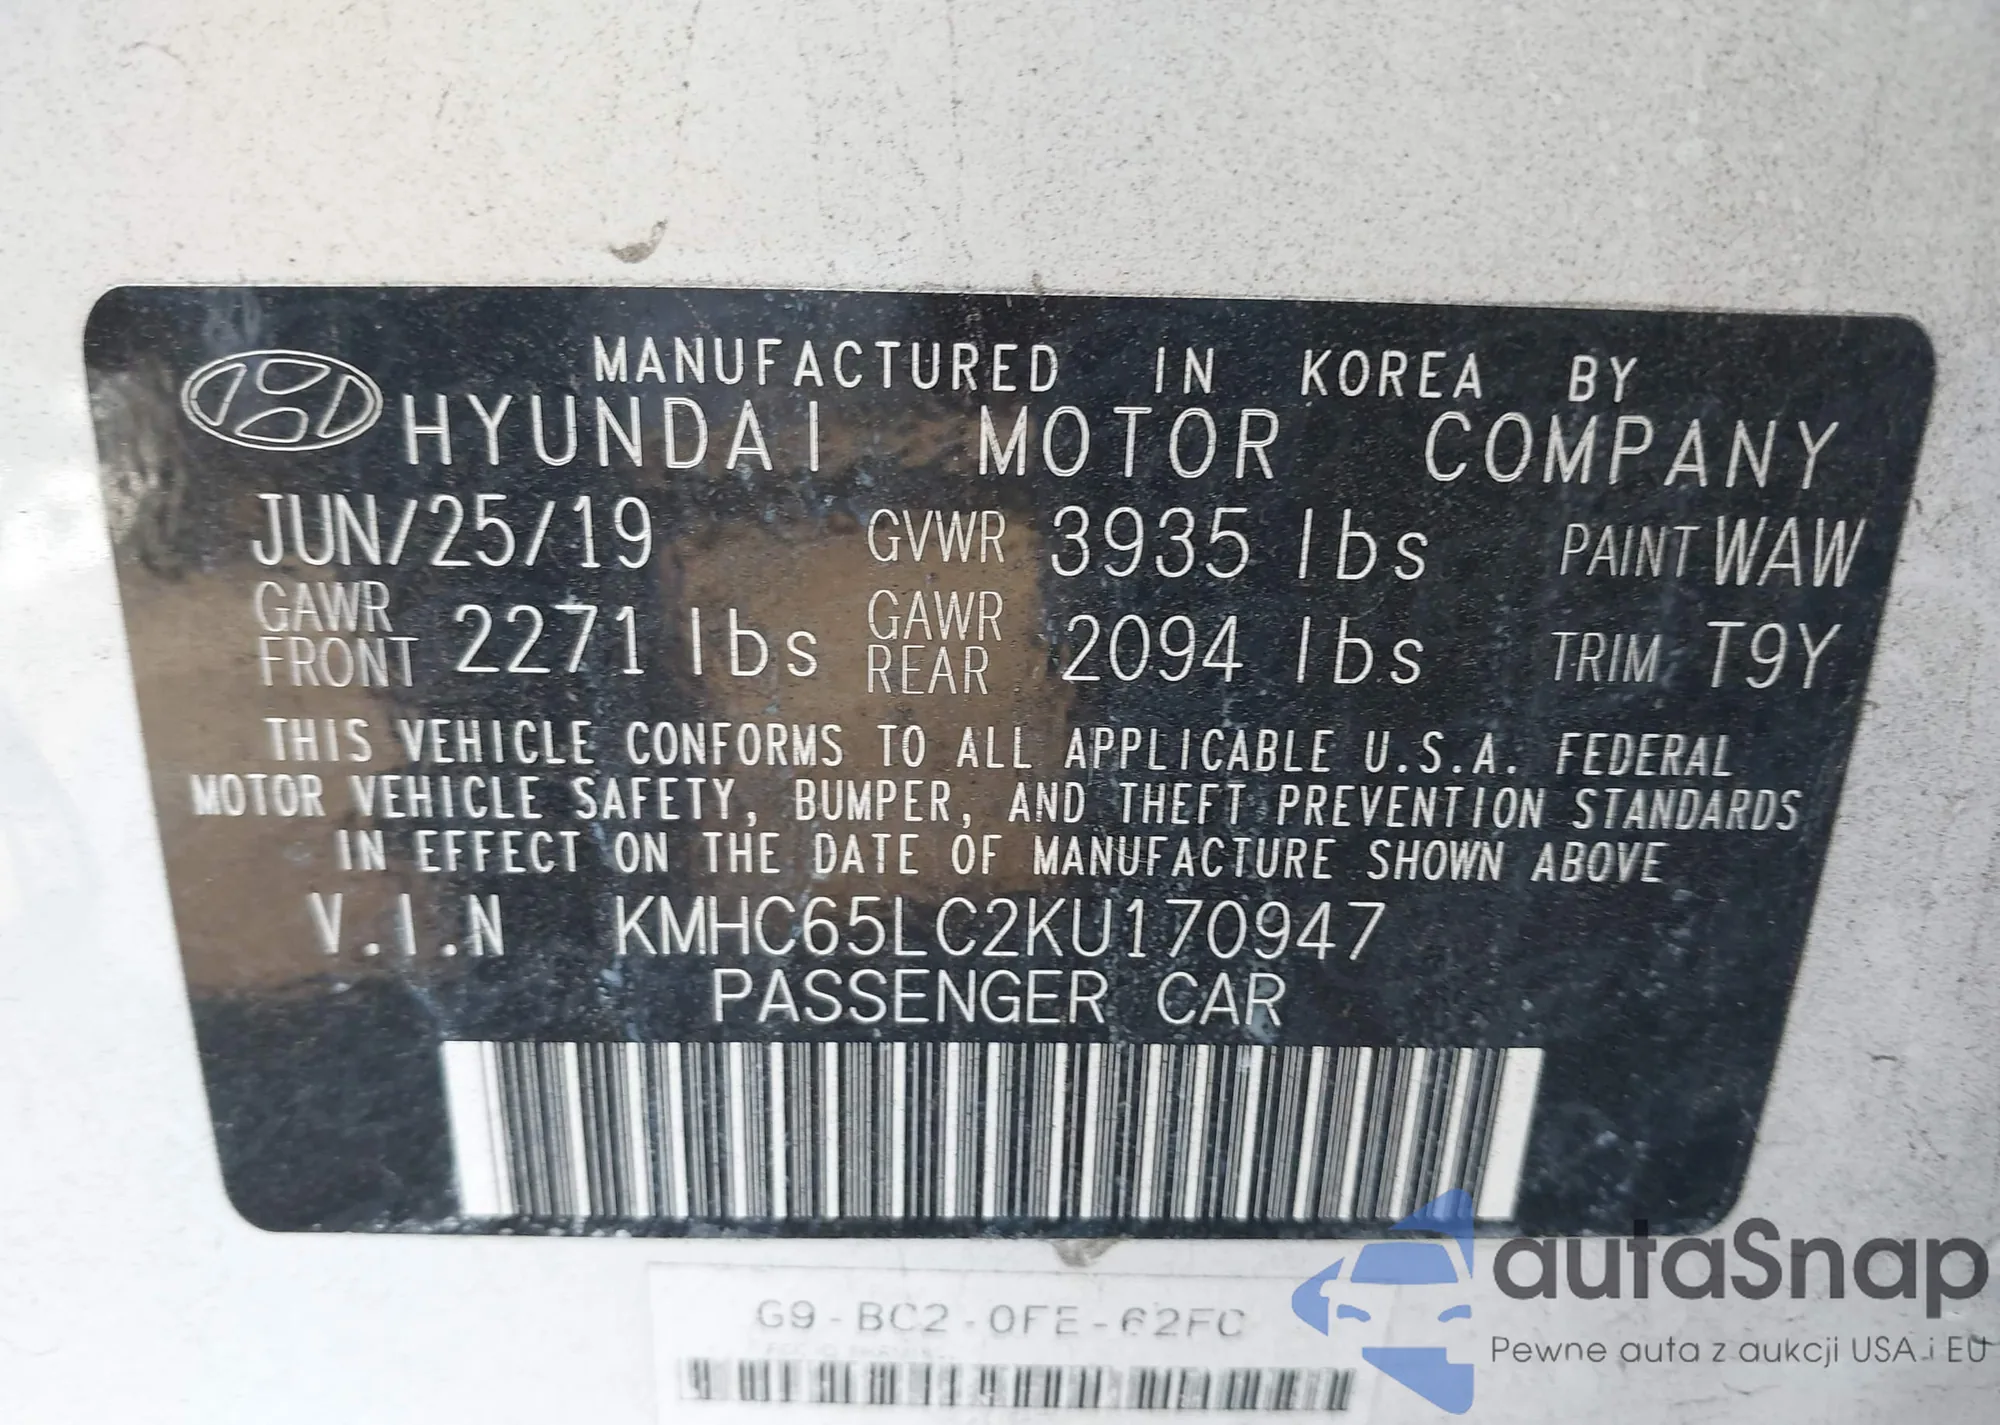 MANUFACTURED IN KOREA BY
HYUNDAI MOTOR COMPANY
JUN/25/19 GVWR 3935 lbs PAINT WAW
GAWR FRONT 2271 lbs GAWR REAR 2094 lbs TRIM T9Y
THIS VEHICLE CONFORMS TO ALL APPLICABLE U.S.A. FEDERAL
MOTOR VEHICLE SAFETY, BUMPER, AND THEFT PREVENTION STANDARDS
IN EFFECT ON THE DATE OF MANUFACTURE SHOWN ABOVE
V.I.N KMHC65LC2KU170947
PASSENGER CAR
G9-BC2-0FE-62FC
autaSnap
Pewne auta z aukcji USA i EU